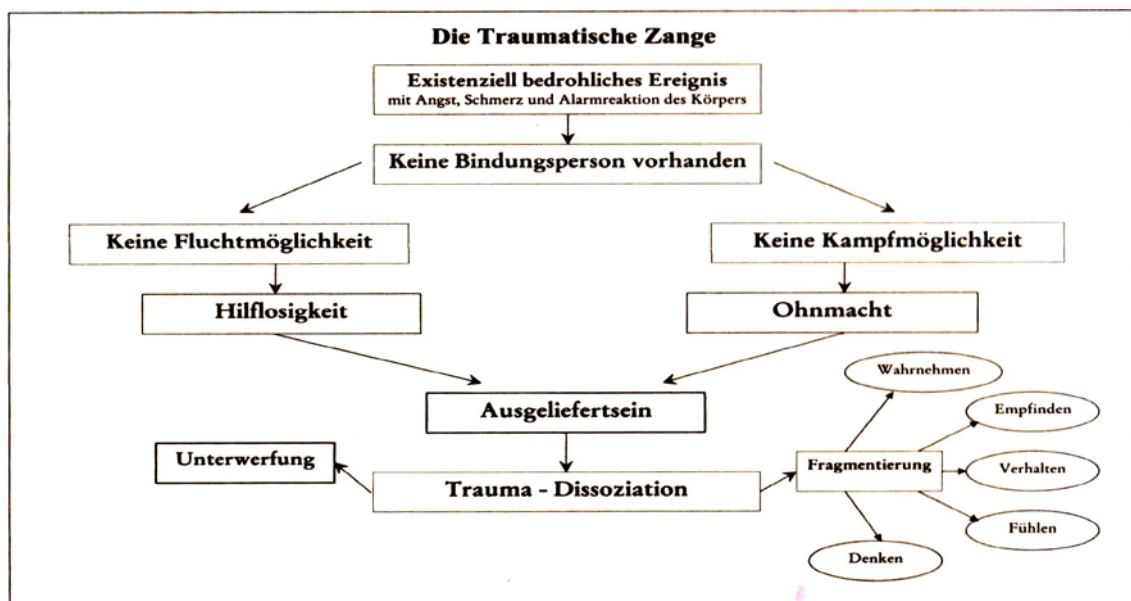 Die Traumatische Zange
Existenziell bedrohliches Ereignis
mit Angst, Schmerz und Alarmreaktion des Körpers
Keine Bindungsperson vorhanden
Keine Fluchtmöglichkeit
Keine Kampfmöglichkeit
Hilflosigkeit
Ohnmacht
Wahrnehmen
Ausgeliefertsein
Empfinden
Unterwerfung
Fragmentierung
Verhalten
Trauma - Dissoziation
Fühlen
Denken